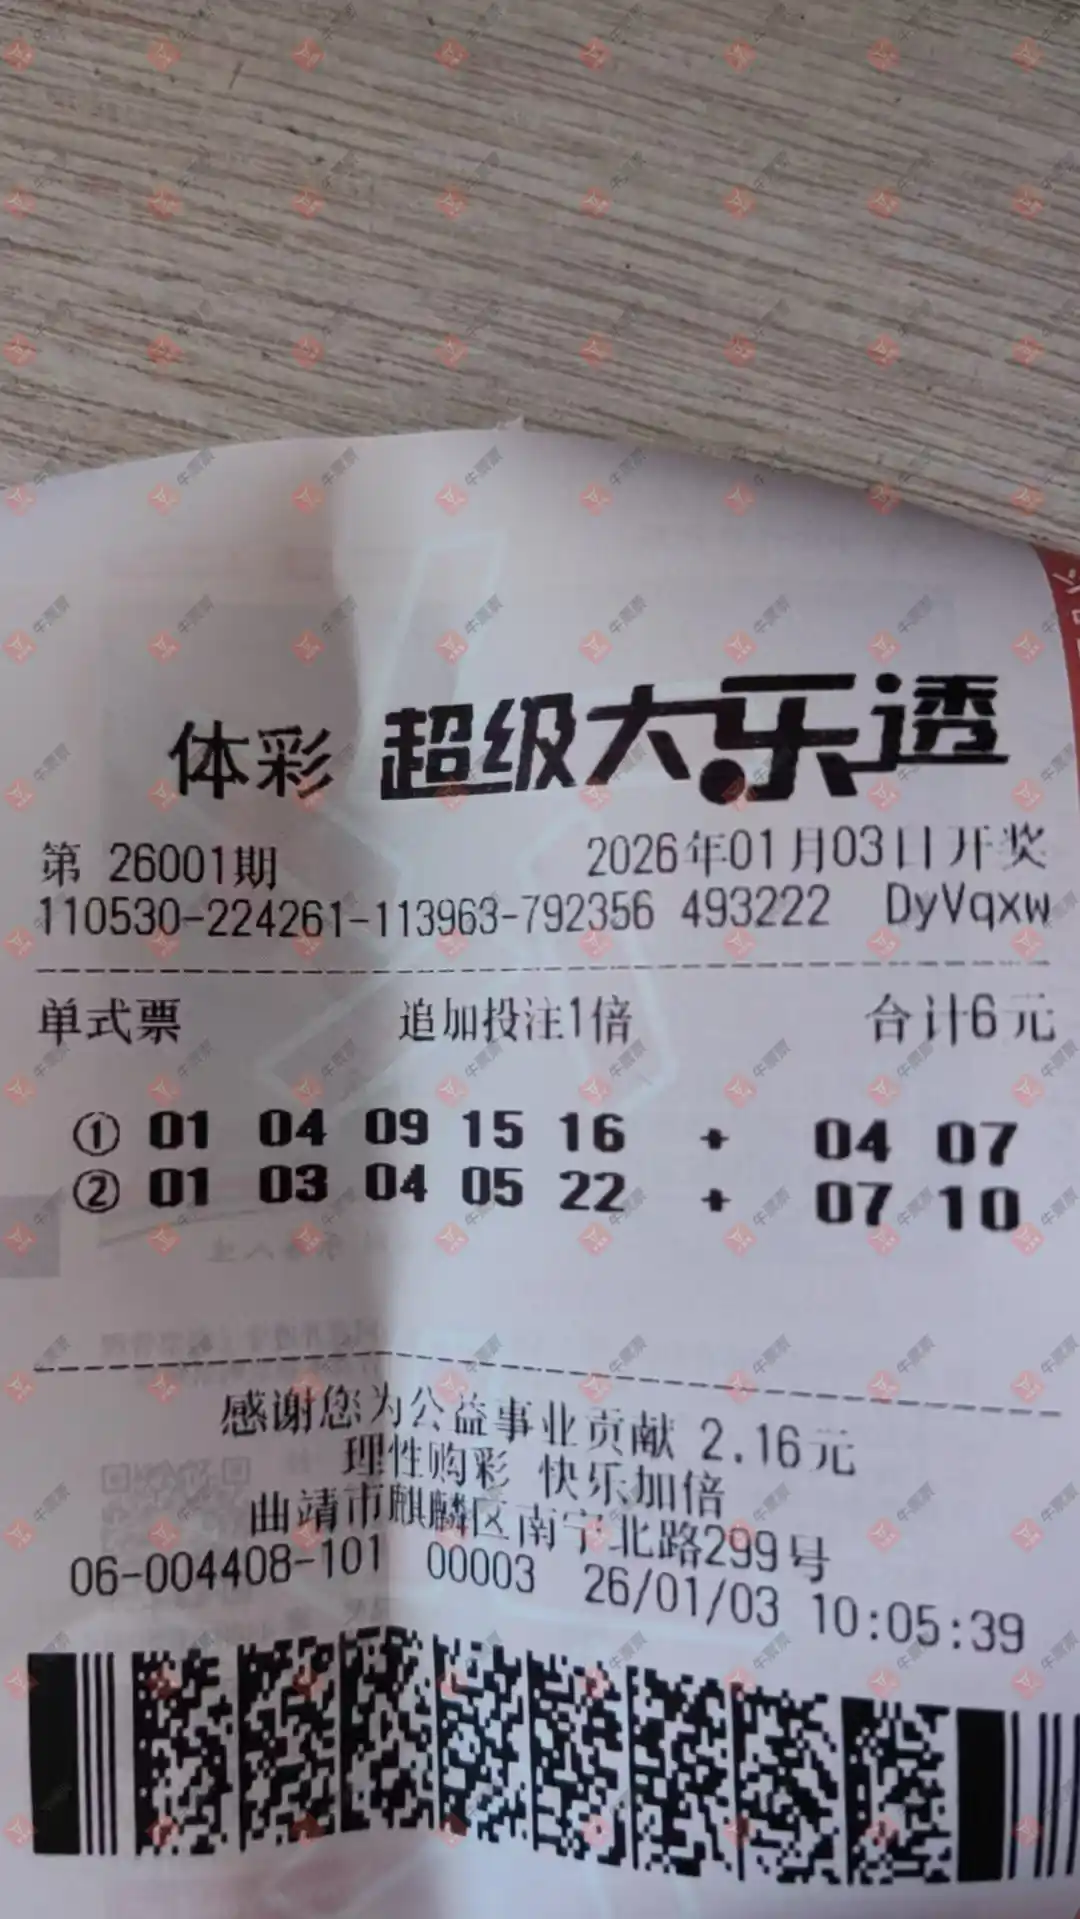 体彩 超级大乐透
第 26001期 2026年01月03日开奖
110530-224261-113963-792356 493222 DyVqxw
单式票 追加投注1倍 合计6元
① 01 04 09 15 16 + 04 07
② 01 03 04 05 22 + 07 10
感谢您为公益事业贡献 2.16元
理性购彩 快乐加倍
曲靖市麒麟区南宁北路299号
06-004408-101 00003 26/01/03 10:05:39
牛票票